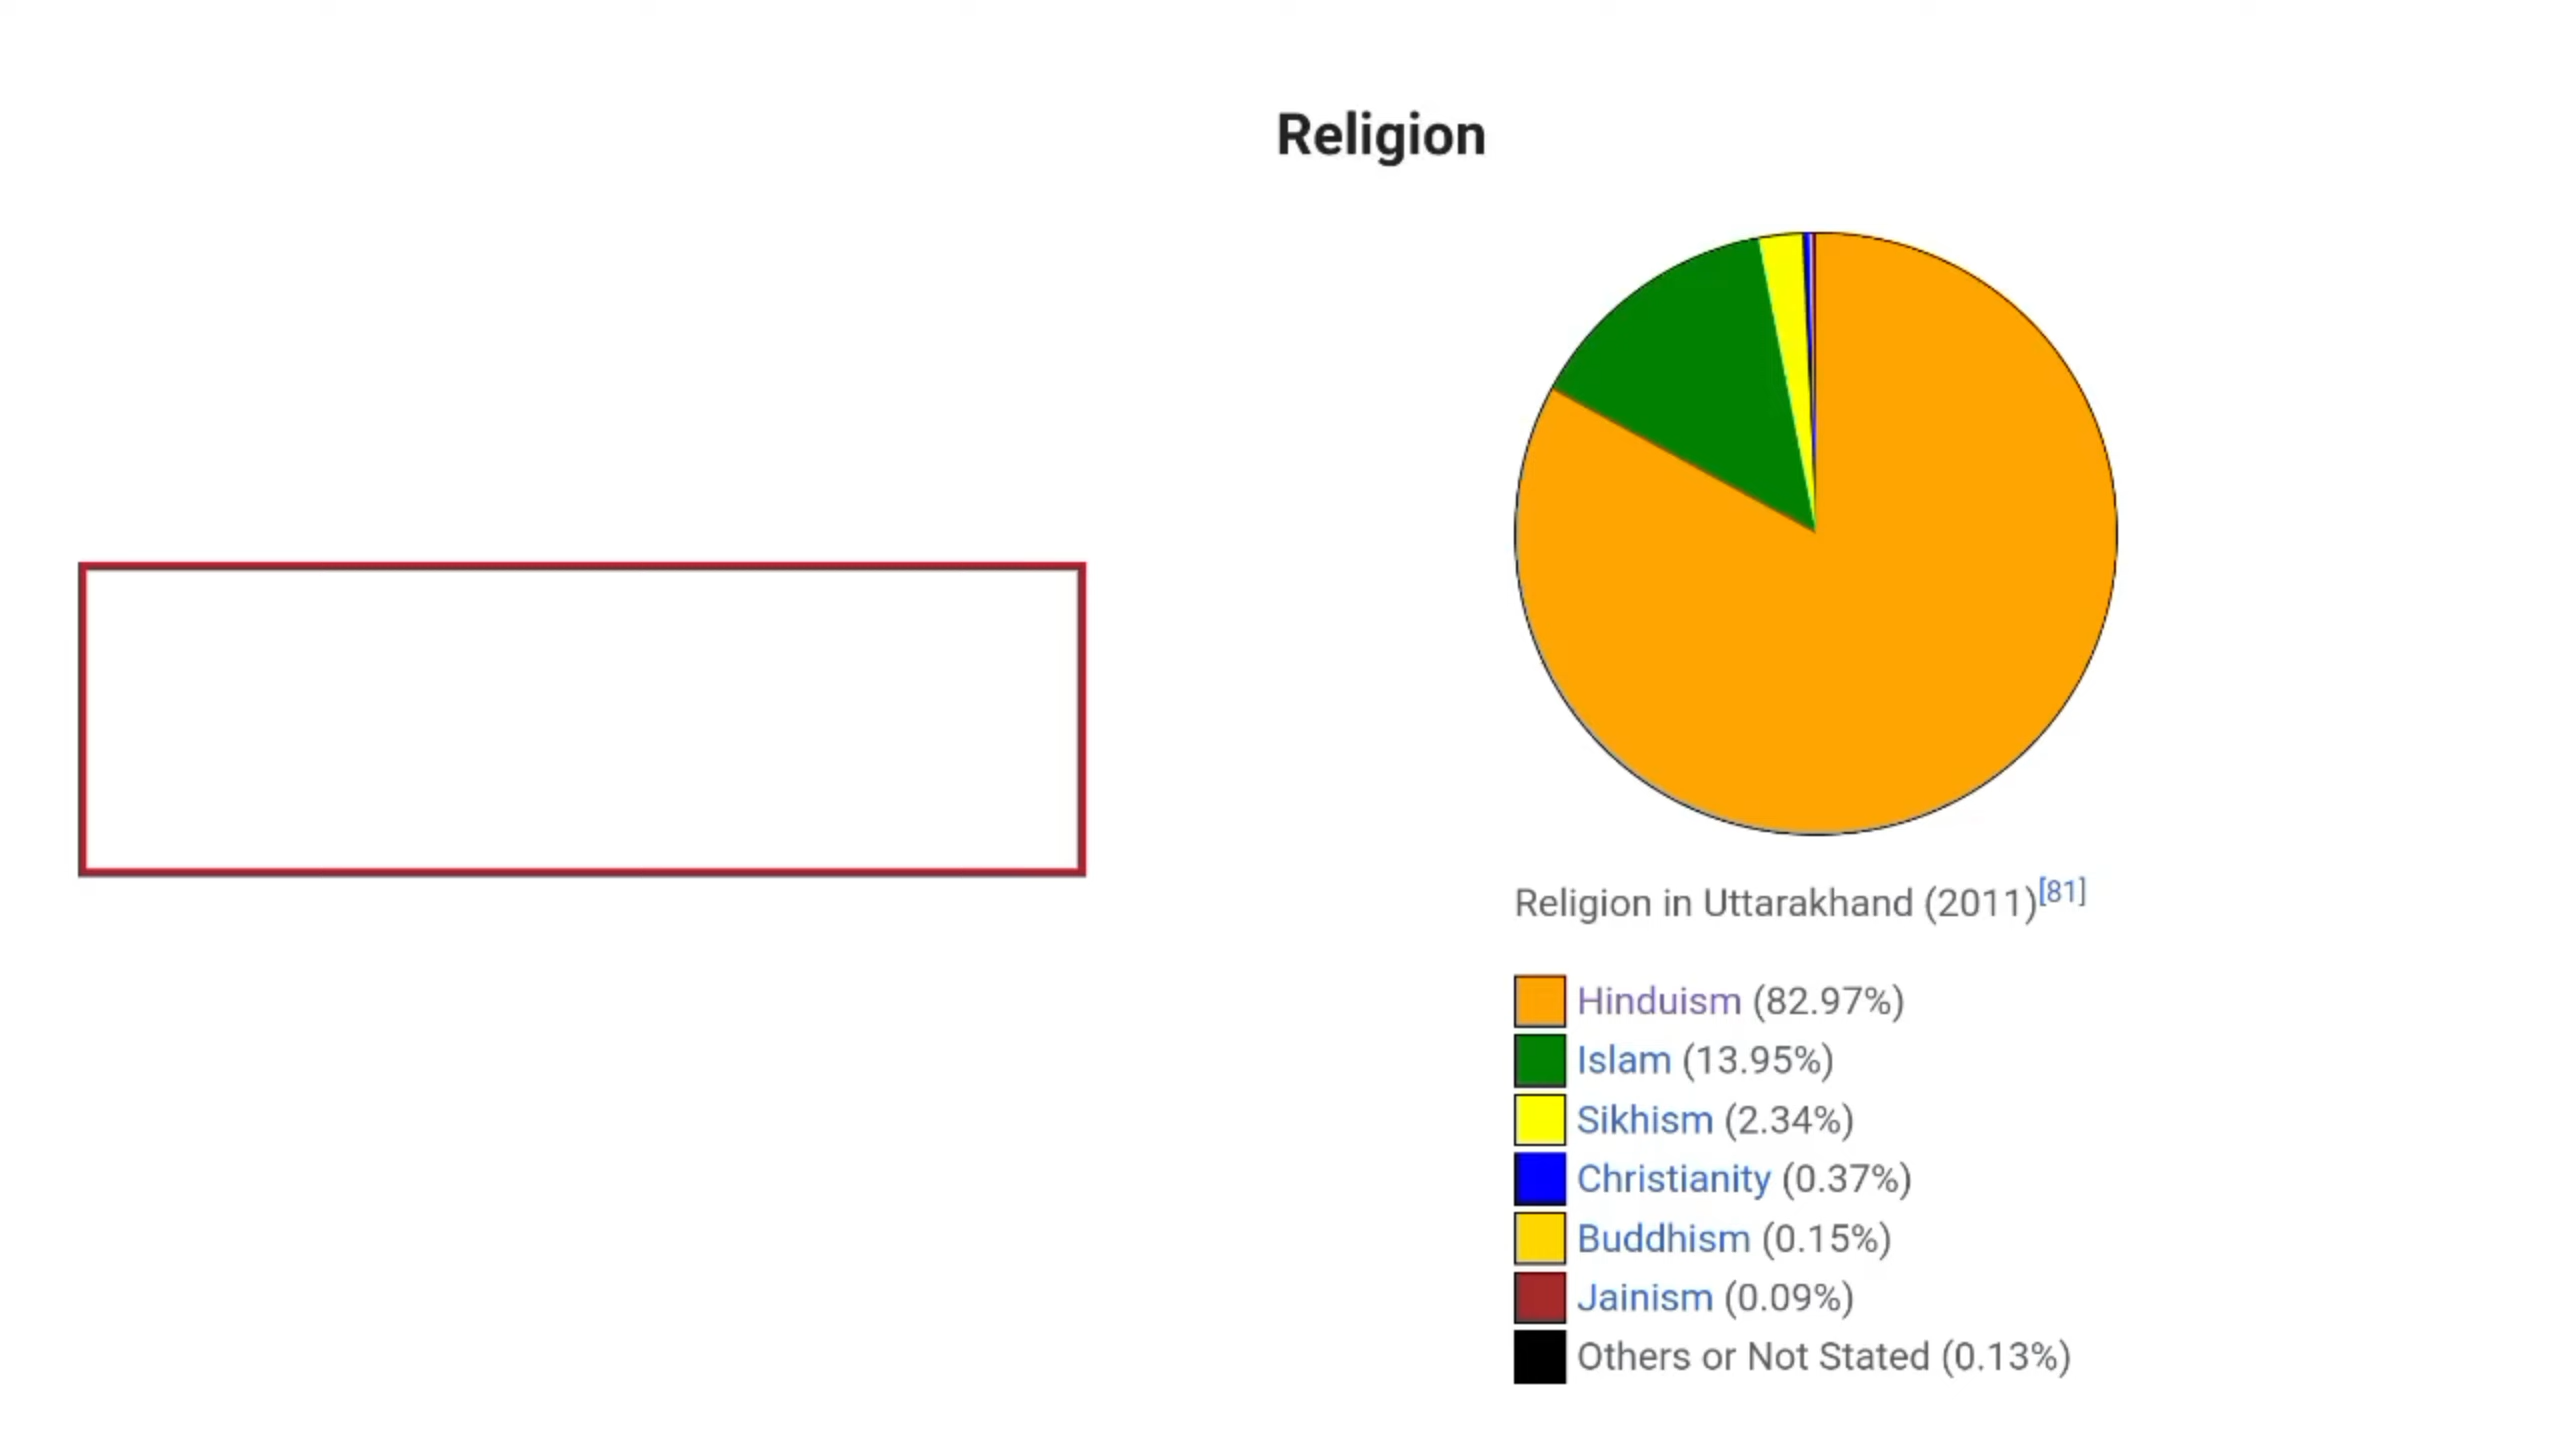 Religion
Religion in Uttarakhand (2011)[81]
Hinduism (82.97%)
Islam (13.95%)
Sikhism (2.34%)
Christianity (0.37%)
Buddhism (0.15%)
Jainism (0.09%)
Others or Not Stated (0.13%)